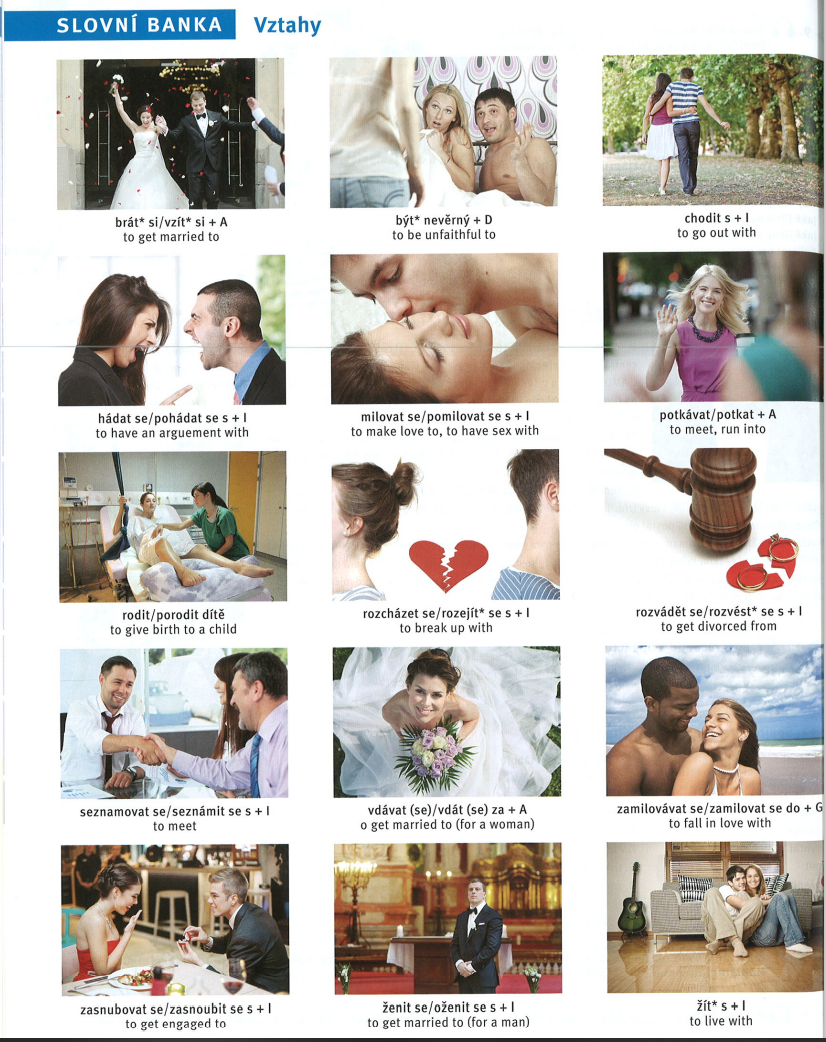 SLOVNÍ BANKA Vztahy
brát* si/vzít* si + A
to get married to
být* nevěrný + D
to be unfaithful to
chodit s + I
to go out with
hádat se/pohádat se s + I
to have an arguement with
milovat se/pomilovat se s + I
to make love to, to have sex with
potkávat/potkat + A
to meet, run into
rodit/porodit dítě
to give birth to a child
rozcházet se/rozejít* se s + I
to break up with
rozvádět se/rozvést* se s + I
to get divorced from
seznamovat se/seznámit se s + I
to meet
vdávat (se)/vdát (se) za + A
o get married to (for a woman)
zamilovávat se/zamilovat se do + G
to fall in love with
zasnubovat se/zasnoubit se s + I
to get engaged to
ženit se/oženit se s + I
to get married to (for a man)
žít* s + I
to live with